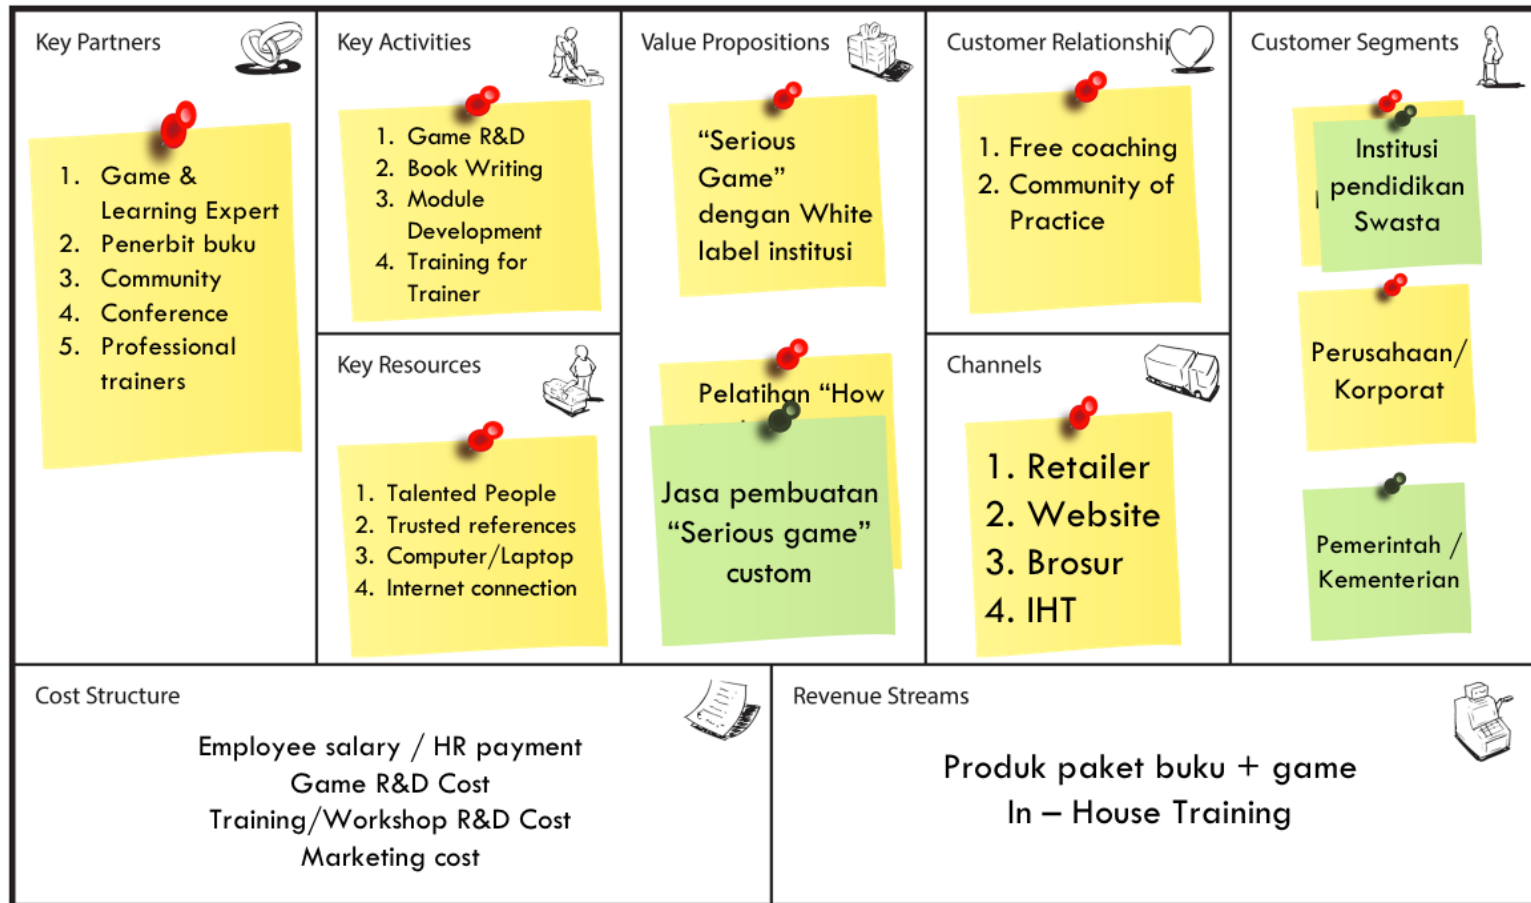 Key Partners
1. Game &
Learning Expert
2. Penerbit buku
3. Community
4. Conference
5. Professional
trainers
Key Activities
1. Game R&D
2. Book Writing
3. Module
Development
4. Training for
Trainer
Key Resources
1. Talented People
2. Trusted references
3. Computer/Laptop
4. Internet connection
Value Propositions
“Serious
Game”
dengan White
label institusi
Pelatihan “How
Jasa pembuatan
“Serious game”
custom
Customer Relationship
1. Free coaching
2. Community of
Practice
Channels
1. Retailer
2. Website
3. Brosur
4. IHT
Customer Segments
Institusi
pendidikan
Swasta
Perusahaan/
Korporat
Pemerintah /
Kementerian
Cost Structure
Employee salary / HR payment
Game R&D Cost
Training/Workshop R&D Cost
Marketing cost
Revenue Streams
Produk paket buku + game
In – House Training